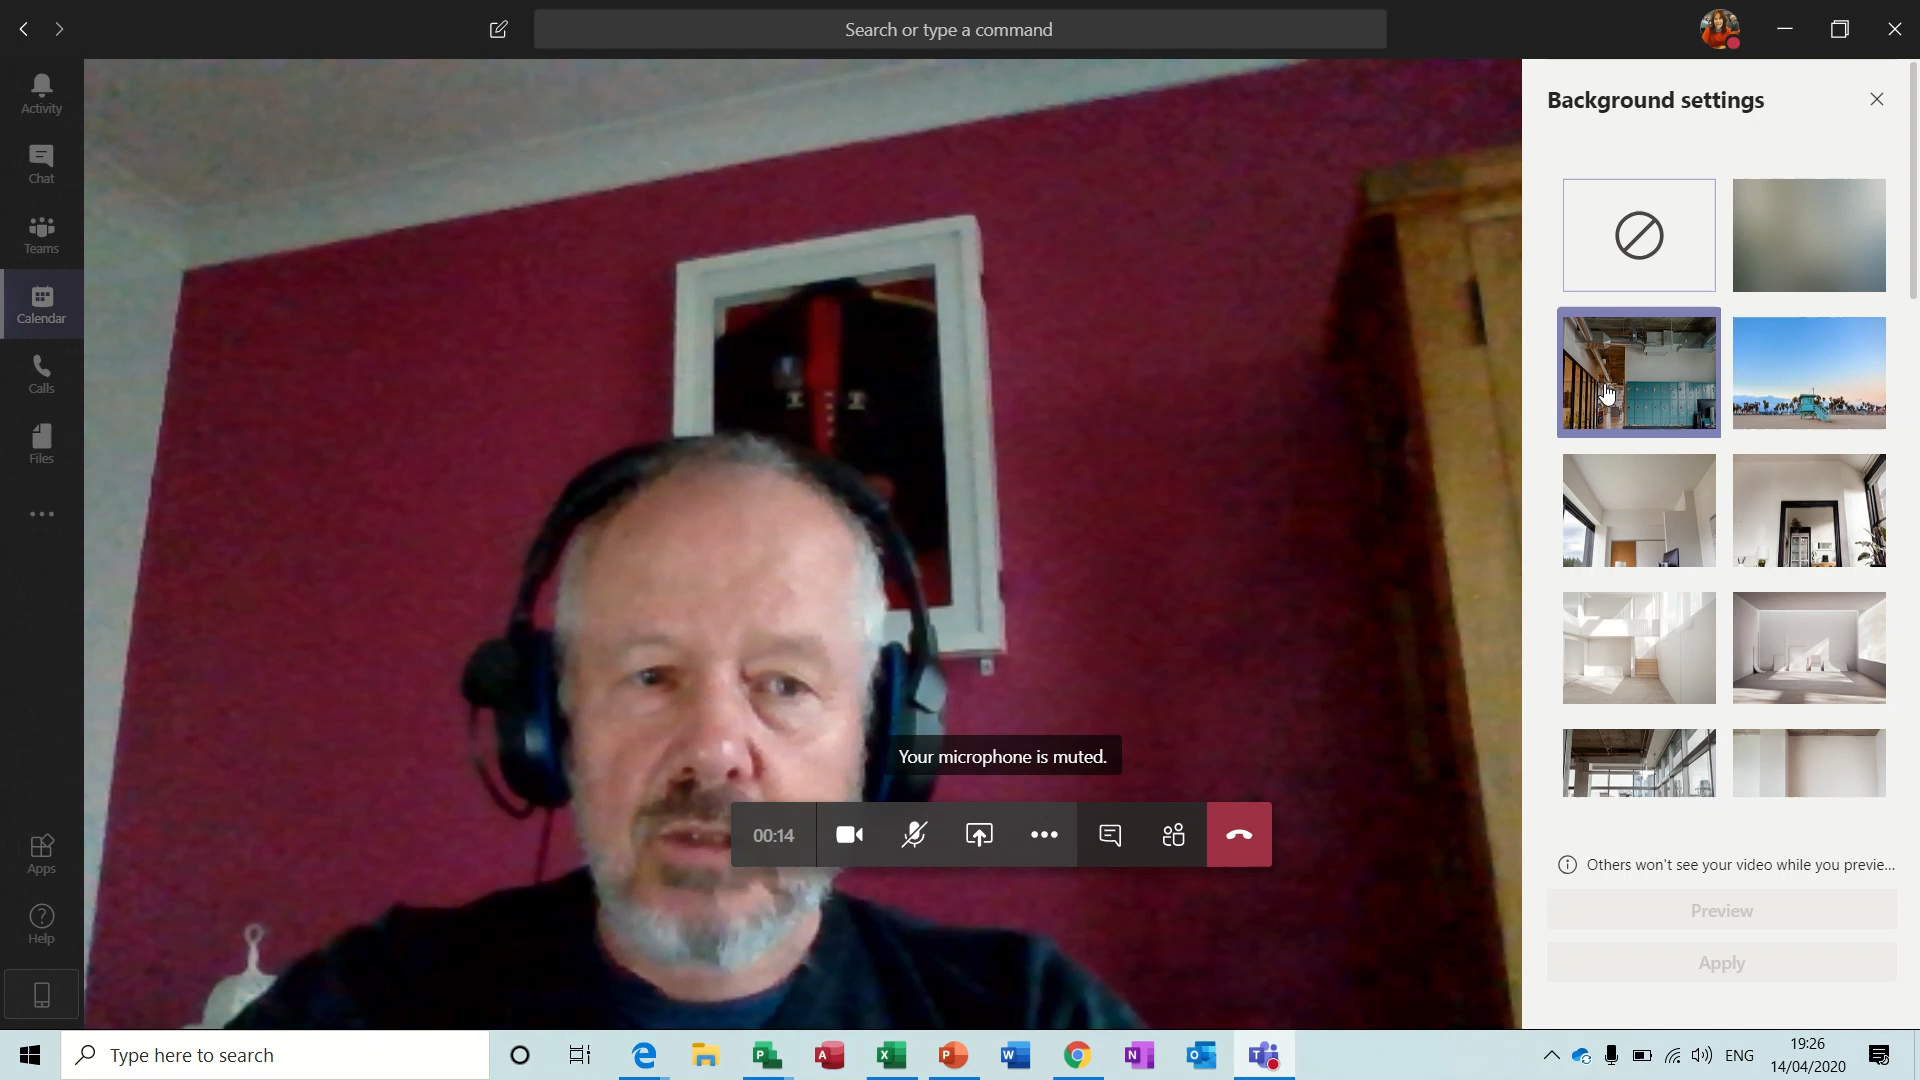 Search or type a command
Activity
Chat
Teams
Calendar
Calls
Files
Apps
Help
Background settings
Your microphone is muted.
00:14
Others won't see your video while you previe...
Preview
Apply
Type here to search
ENG
19:26
14/04/2020